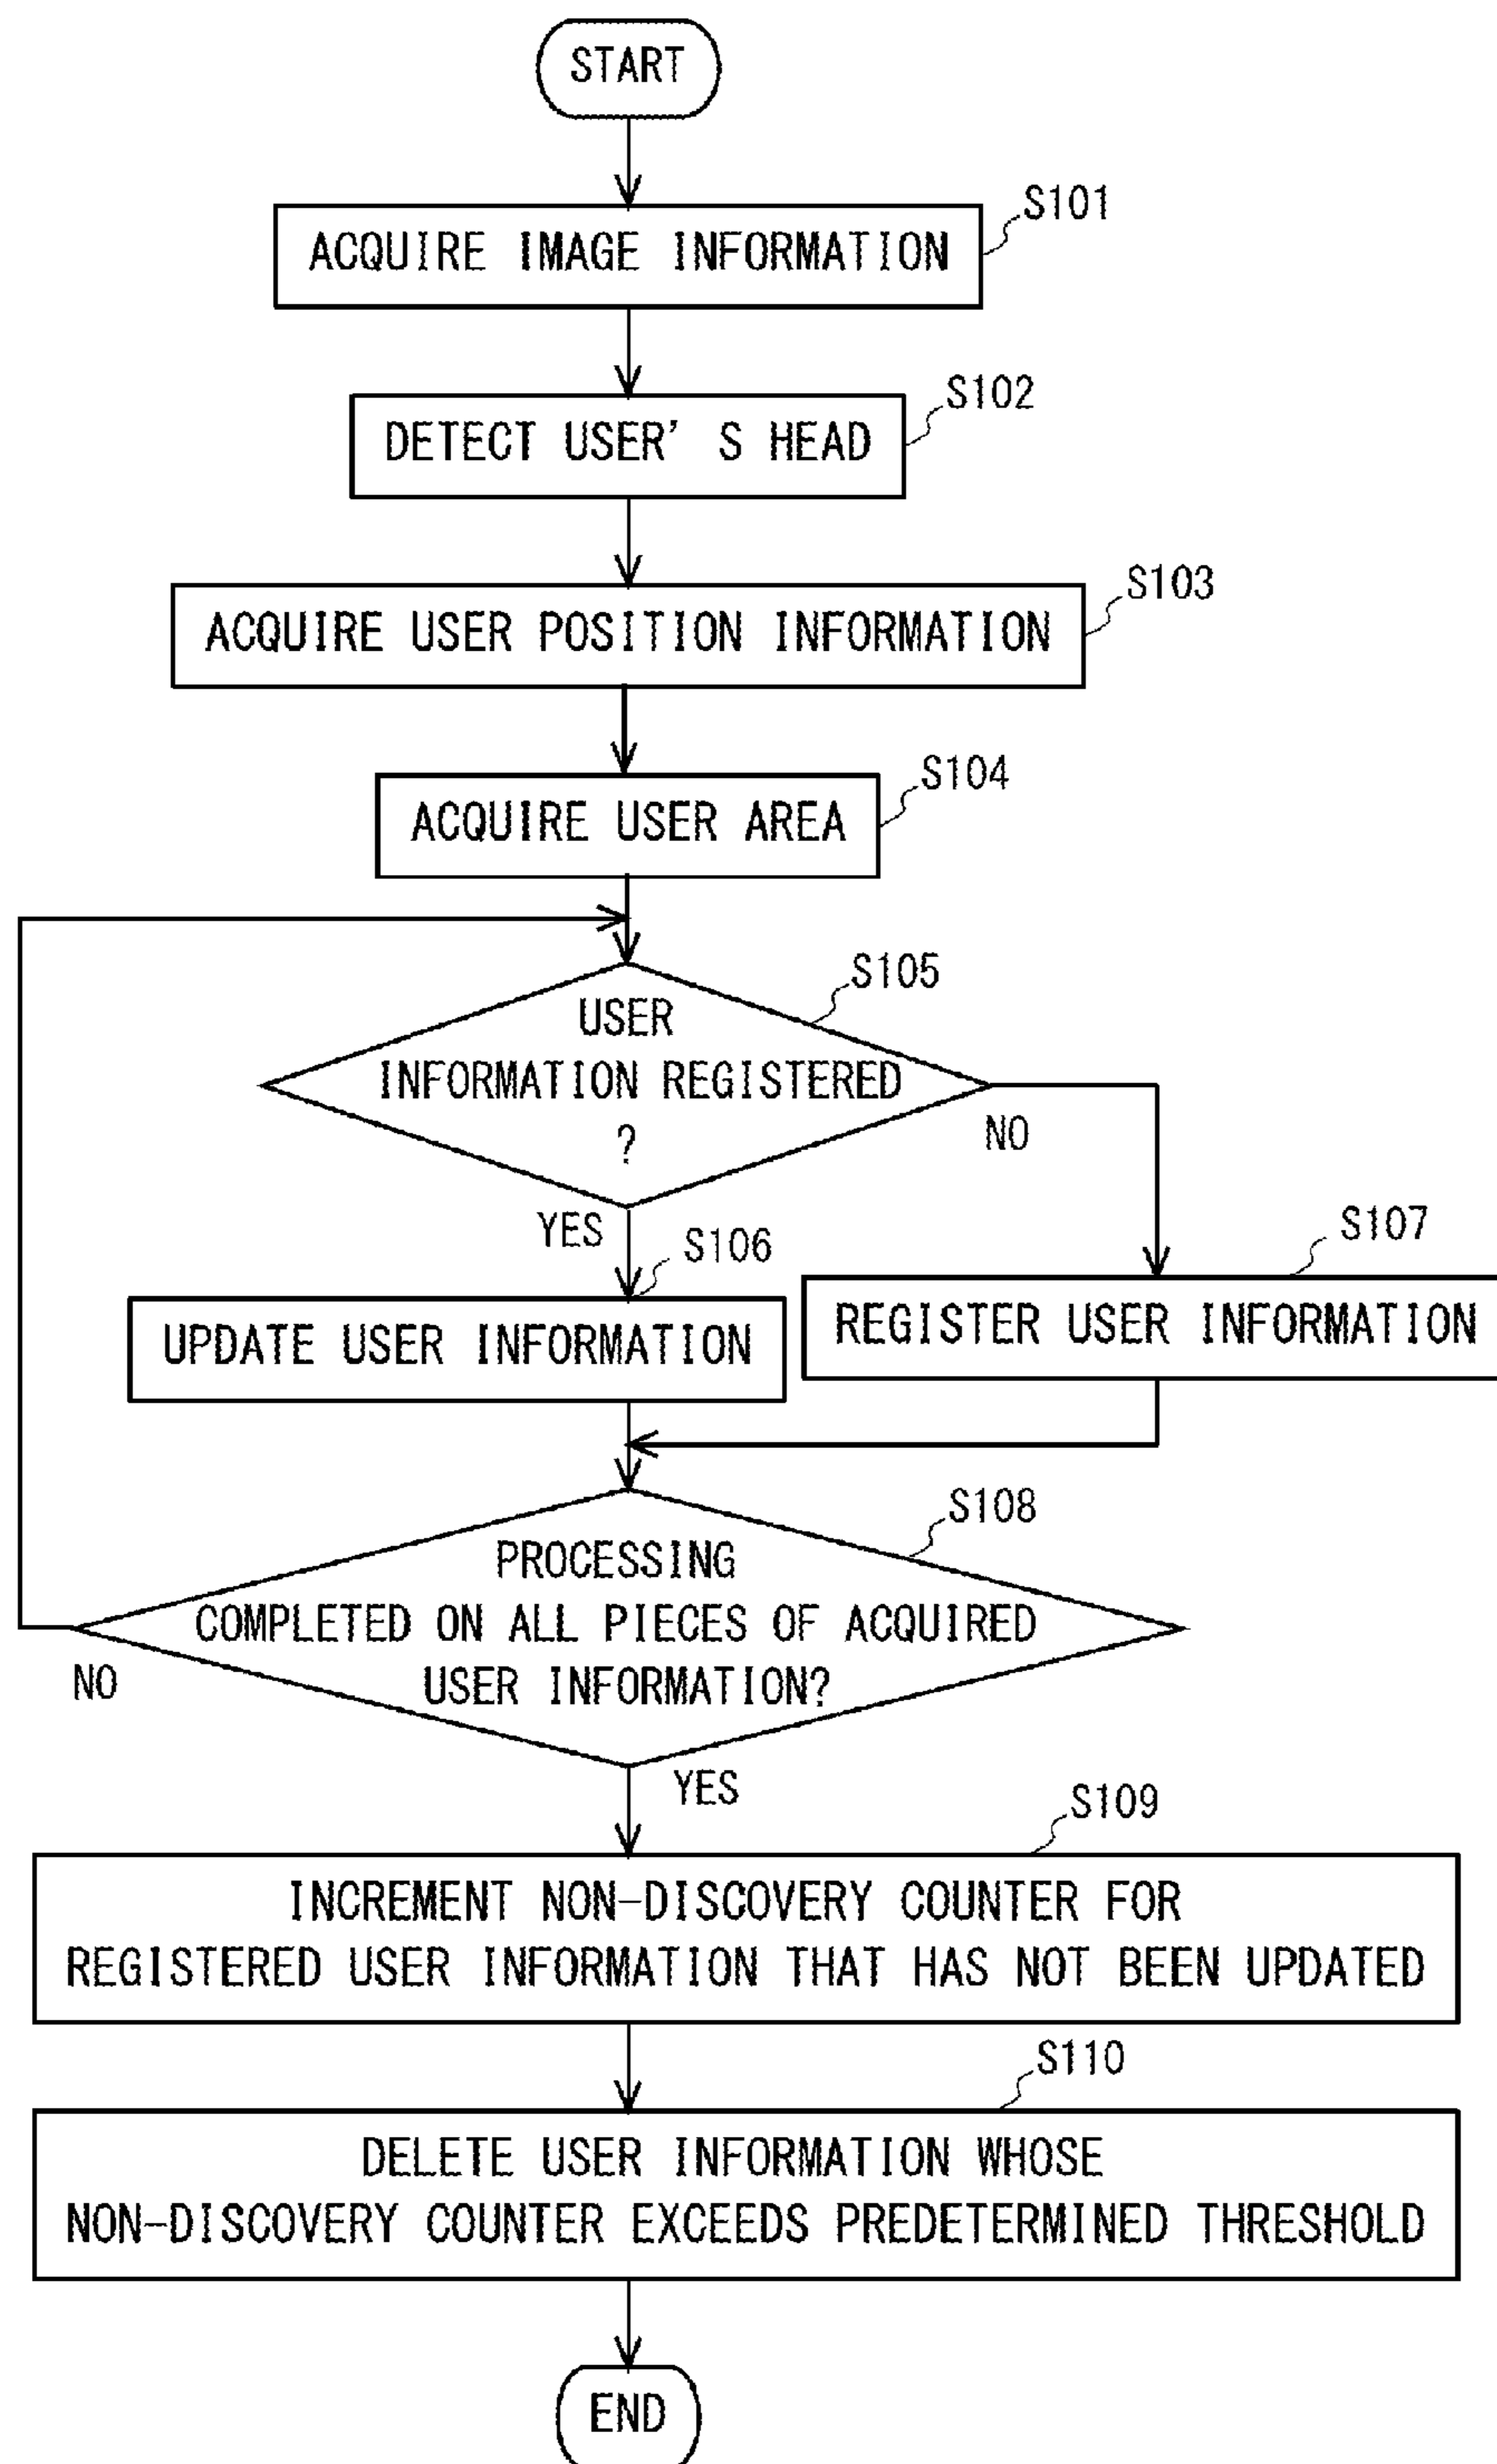 START
S101
ACQUIRE IMAGE INFORMATION
S102
DETECT USER' S HEAD
S103
ACQUIRE USER POSITION INFORMATION
S104
ACQUIRE USER AREA
S105
USER
INFORMATION REGISTERED
?
NO
YES
S106
S107
UPDATE USER INFORMATION
REGISTER USER INFORMATION
S108
PROCESSING
COMPLETED ON ALL PIECES OF ACQUIRED
USER INFORMATION?
NO
YES
S109
INCREMENT NON-DISCOVERY COUNTER FOR
REGISTERED USER INFORMATION THAT HAS NOT BEEN UPDATED
S110
DELETE USER INFORMATION WHOSE
NON-DISCOVERY COUNTER EXCEEDS PREDETERMINED THRESHOLD
END